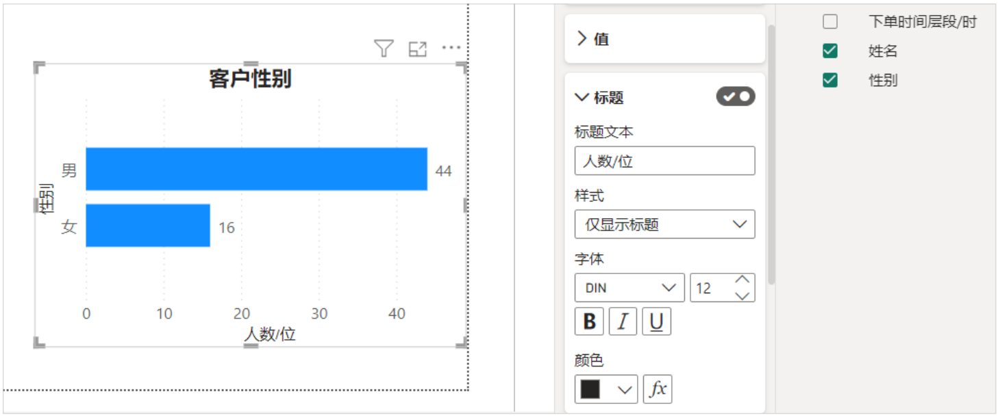 客户性别
男
44
女
16
性别
0
10
20
30
40
人数/位
值
标题
标题文本
人数/位
样式
仅显示标题
字体
DIN
12
B
I
U
颜色
fx
下单时间层段/时
姓名
性别